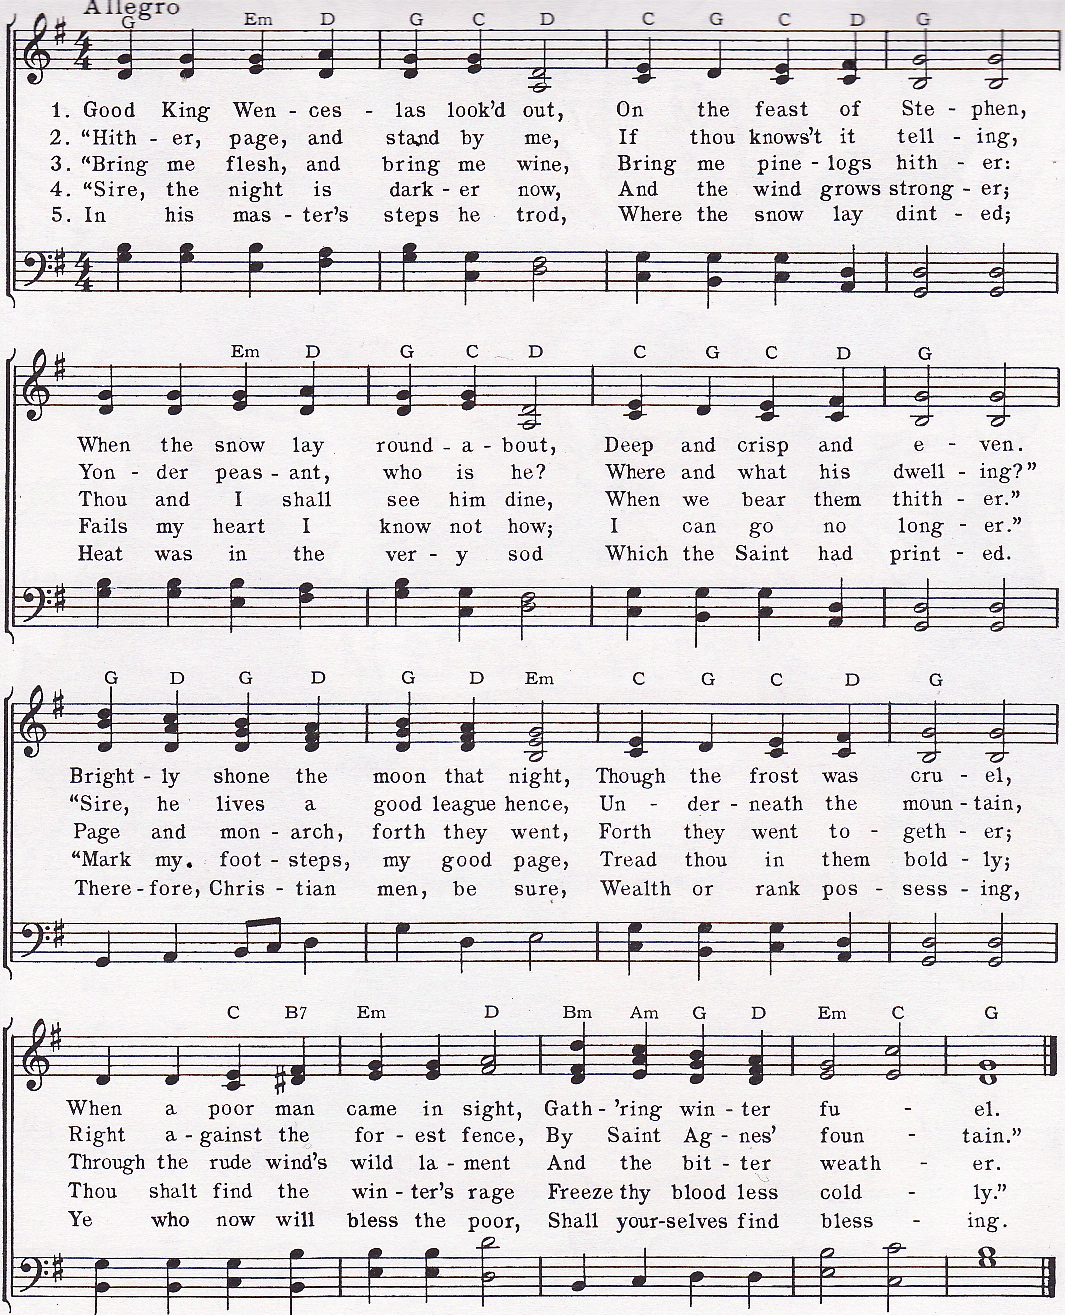 Allegro
G Em D G C D C G C D G
1. Good King Wen - ces - las look'd out, On the feast of Ste - phen,
2. “Hith - er, page, and stand by me, If thou knows't it tell - ing,
3. “Bring me flesh, and bring me wine, Bring me pine - logs hith - er:
4. “Sire, the night is dark - er now, And the wind grows strong - er;
5. In his mas - ter's steps he trod, Where the snow lay dint - ed;
Em D G C D C G C D G
When the snow lay round - a - bout, Deep and crisp and e - ven.
Yon - der peas - ant, who is he? Where and what his dwell - ing?”
Thou and I shall see him dine, When we bear them thith - er.”
Fails my heart I know not how; I can go no long - er.”
Heat was in the ver - y sod Which the Saint had print - ed.
G D G D G D Em C G C D G
Bright - ly shone the moon that night, Though the frost was cru - el,
“Sire, he lives a good league hence, Un - der - neath the moun - tain,
Page and mon - arch, forth they went, Forth they went to - geth - er;
“Mark my. foot - steps, my good page, Tread thou in them bold - ly;
There - fore, Chris - tian men, be sure, Wealth or rank pos - sess - ing,
C B7 Em D Bm Am G D Em C G
When a poor man came in sight, Gath - 'ring win - ter fu - el.
Right a - gainst the for - est fence, By Saint Ag - nes' foun - tain.”
Through the rude wind's wild la - ment And the bit - ter weath - er.
Thou shalt find the win - ter's rage Freeze thy blood less cold - ly.”
Ye who now will bless the poor, Shall your-selves find bless - ing.